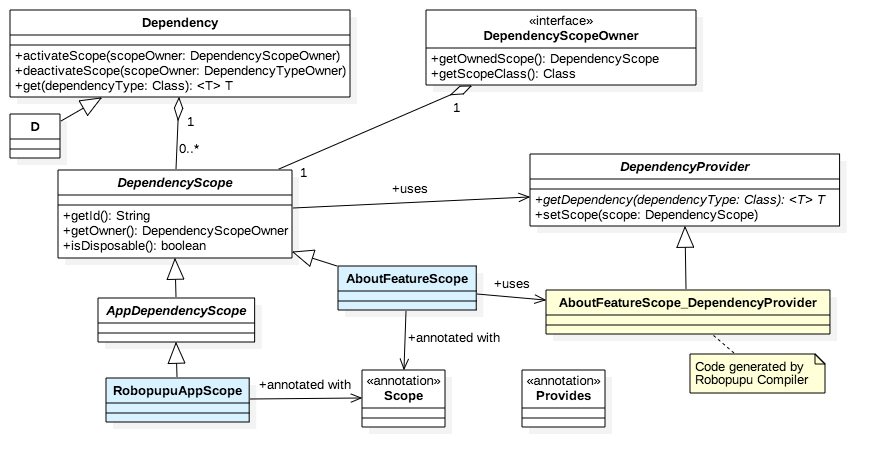 Dependency
+activateScope(scopeOwner: DependencyScopeOwner)
+deactivateScope(scopeOwner: DependencyTypeOwner)
+get(dependencyType: Class): <T> T
«interface»
DependencyScopeOwner
+getOwnedScope(): DependencyScope
+getScopeClass(): Class
D
1
0..*
1
1
DependencyScope
+getId(): String
+getOwner(): DependencyScopeOwner
+isDisposable(): boolean
+uses
DependencyProvider
+getDependency(dependencyType: Class): <T> T
+setScope(scope: DependencyScope)
AboutFeatureScope
+uses
AboutFeatureScope_DependencyProvider
AppDependencyScope
+annotated with
Code generated by
Robopupu Compiler
RobopupuAppScope
+annotated with
«annotation»
Scope
«annotation»
Provides